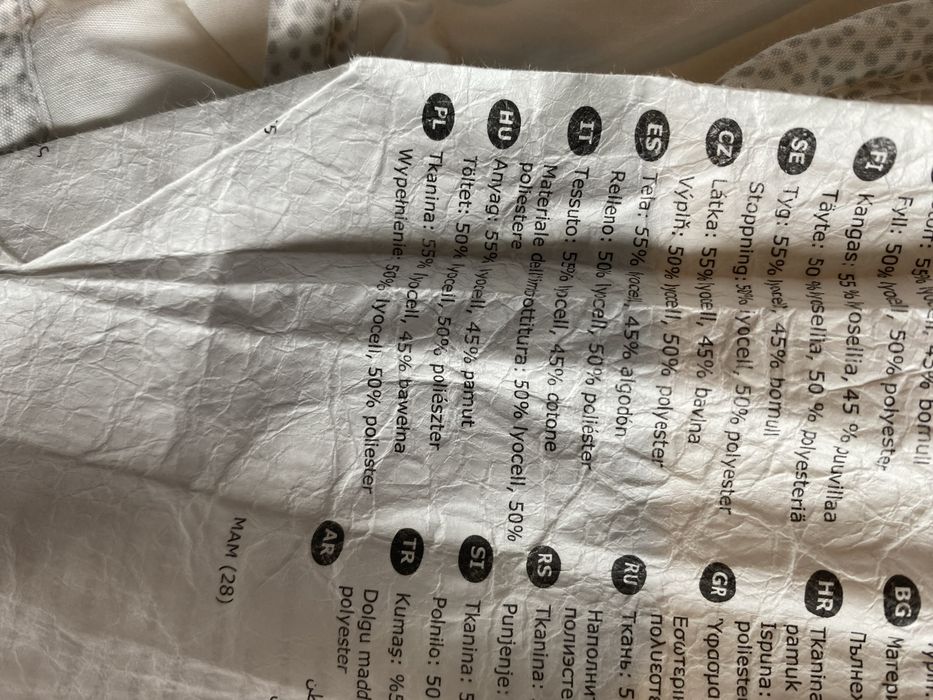 55% lyocell, 45% bomull
Fyll: 50% lyocell, 50% polyester
FI Kangas: 55 % lyosellia, 45 % puuvillaa
Täyte: 50 % lyosellia, 50 % polyesteriä
SE Tyg: 55% lyocell, 45% bomull
Stoppning: 50% lyocell, 50% polyester
CZ Látka: 55% lyocell, 45% bavlna
Výplň: 50% lyocell, 50% polyester
ES Tela: 55% lyocell, 45% algodón
Relleno: 50% lyocell, 50% poliéster
IT Tessuto: 55% lyocell, 45% cotone
Materiale dell'imbottitura: 50% lyocell, 50%
poliestere
HU Anyag: 55% lyocell, 45% pamut
Töltet: 50% lyocell, 50% poliészter
PL Tkanina: 55% lyocell, 45% bawełna
Wypełnienie: 50% lyocell, 50% poliester
BG
HR Tkanina
pamuk
Ispuna
poliester
GR Ύφασμα
RU Ткань: 5
RS Tkanina:
Punjenje:
SI Tkanina: 5
Polnilo: 50
TR Kumaş: %5
Dolgu madd
polyester
AR
MAM (28)